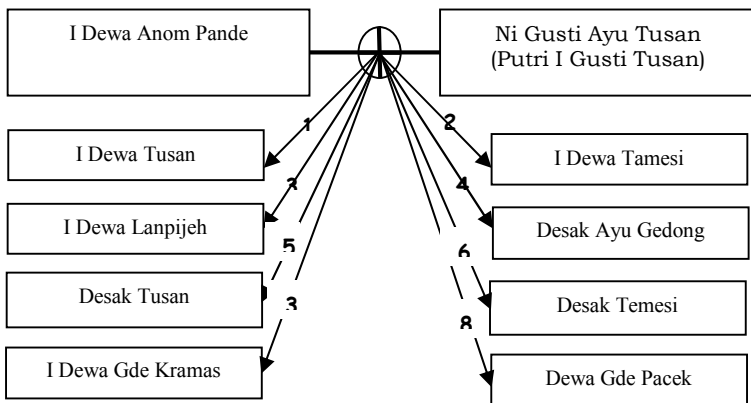 I Dewa Anom Pande
Ni Gusti Ayu Tusan
(Putri I Gusti Tusan)
1
2
I Dewa Tusan
I Dewa Tamesi
3
4
I Dewa Lanpijeh
Desak Ayu Gedong
5
6
Desak Tusan
Desak Temesi
3
8
I Dewa Gde Kramas
Dewa Gde Pacek